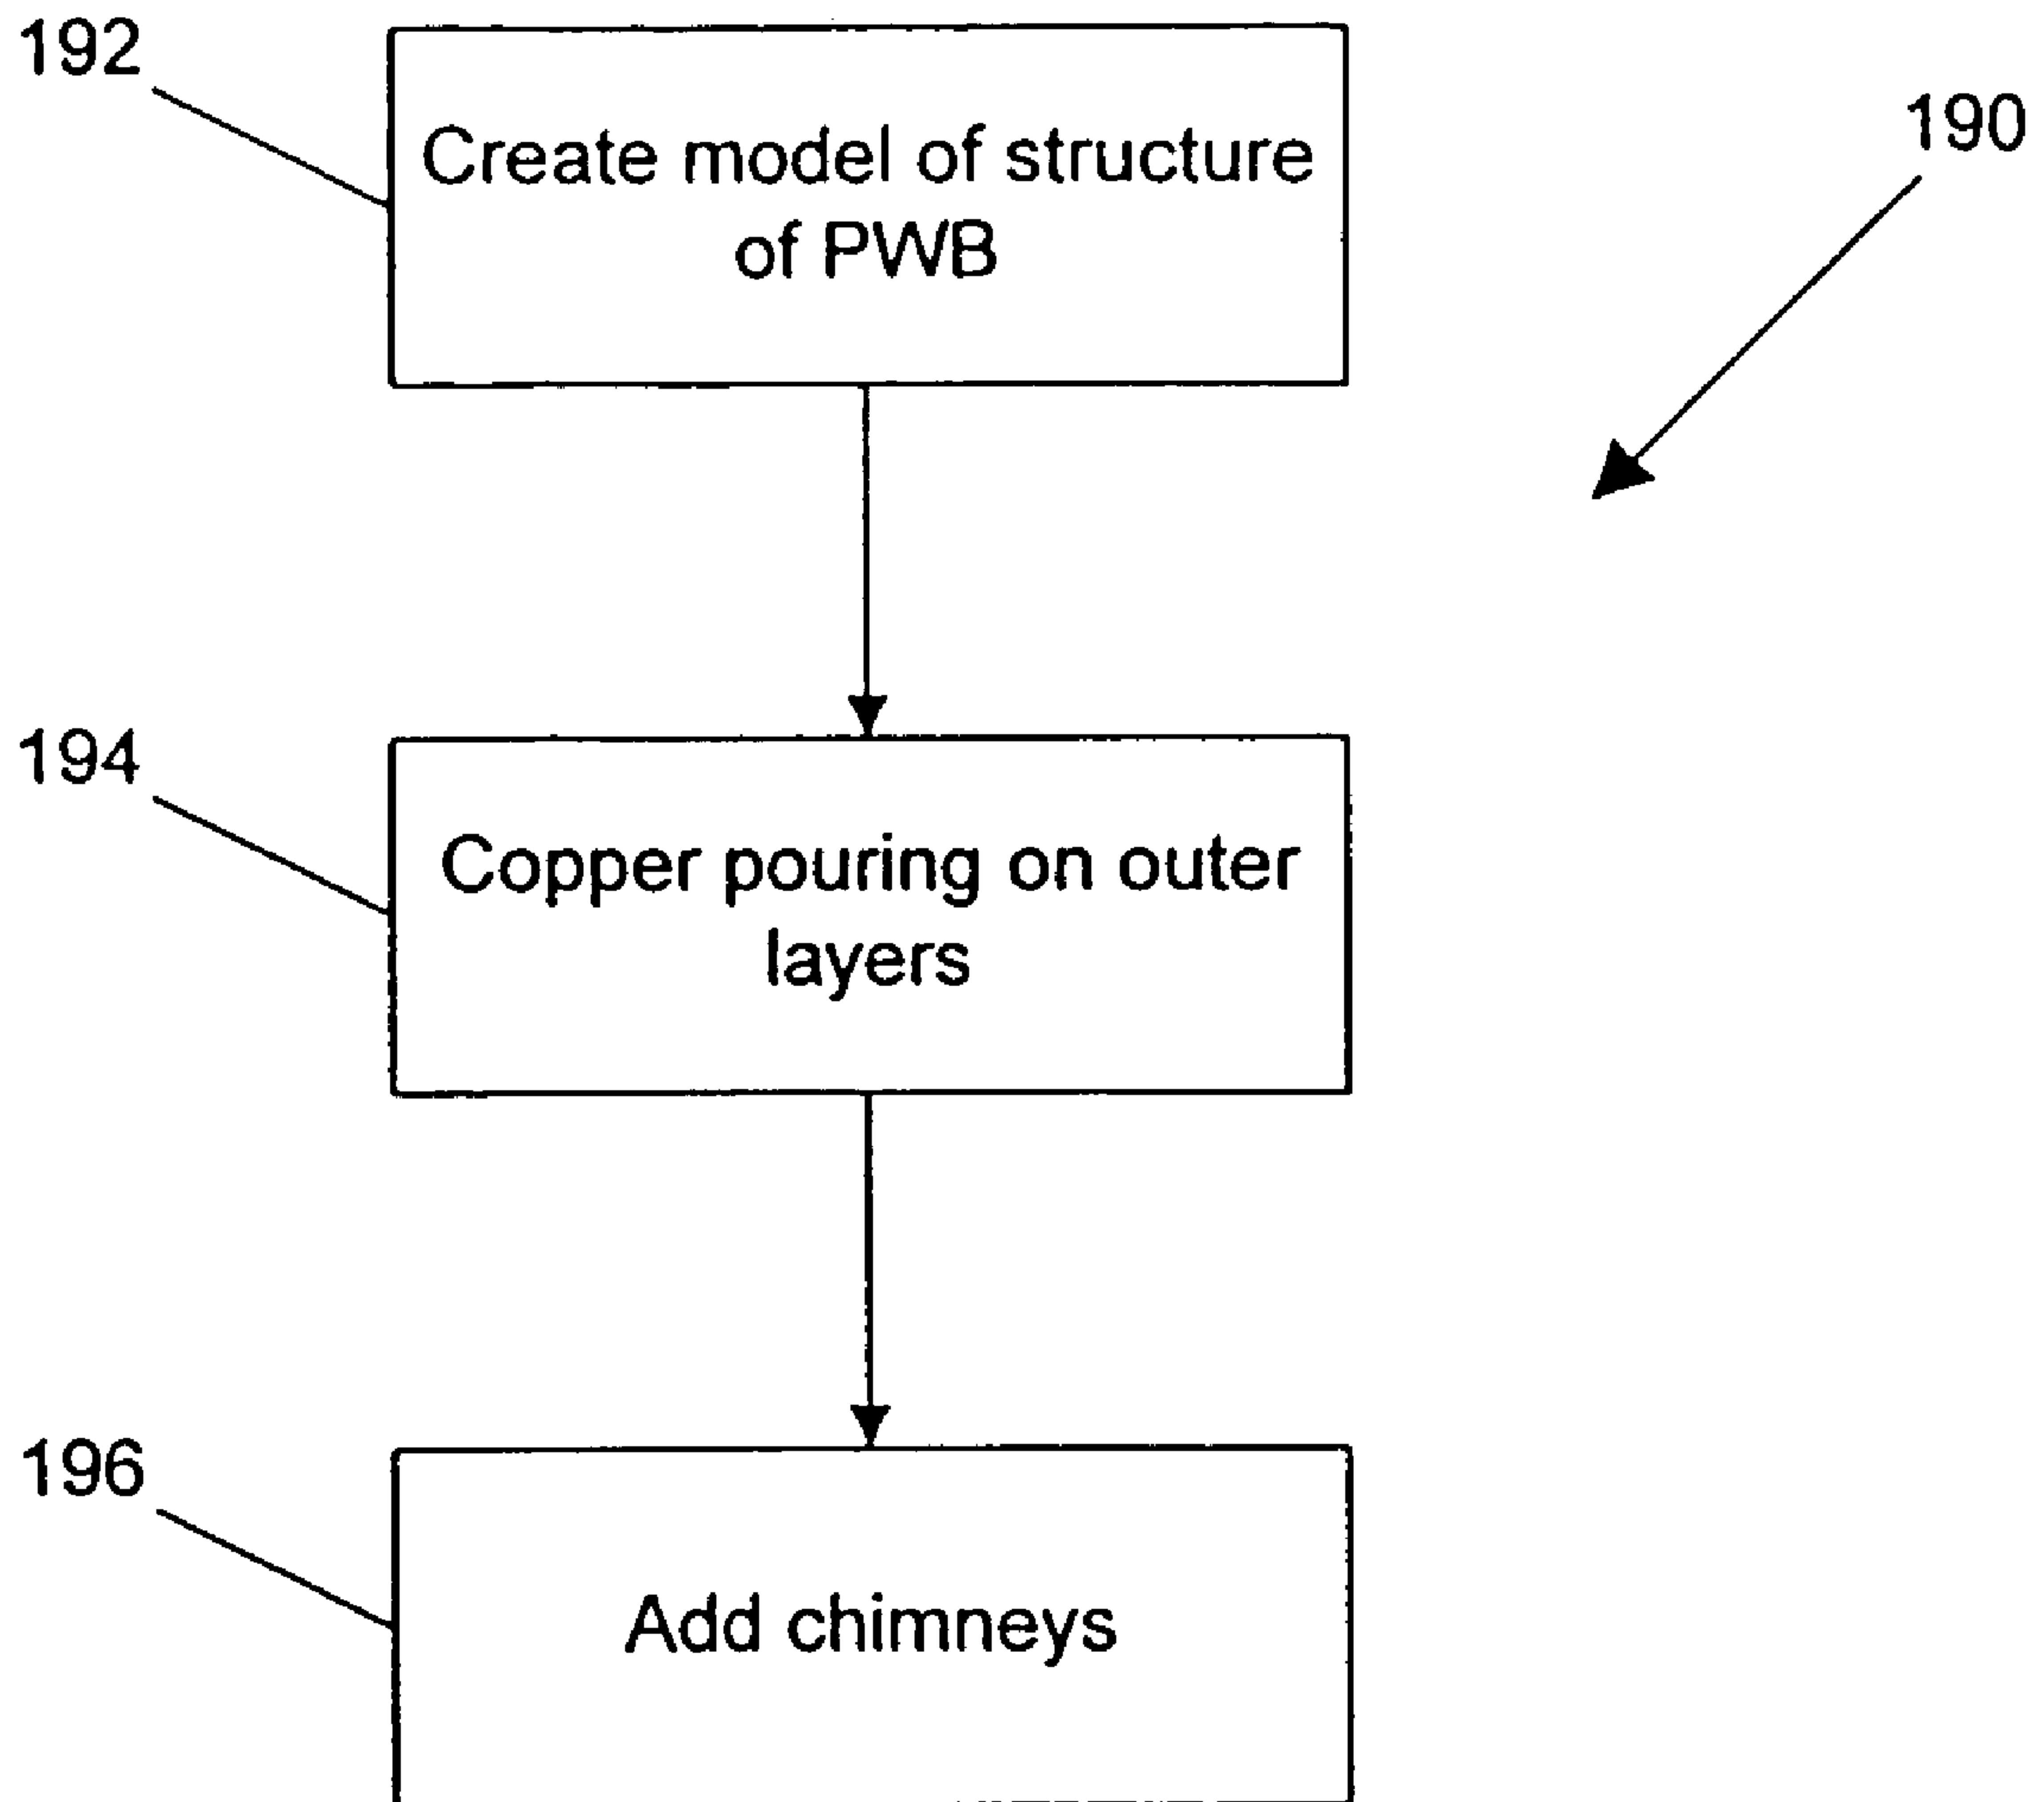 192
190
Create model of structure
of PWB
194
Copper pouring on outer
layers
196
Add chimneys